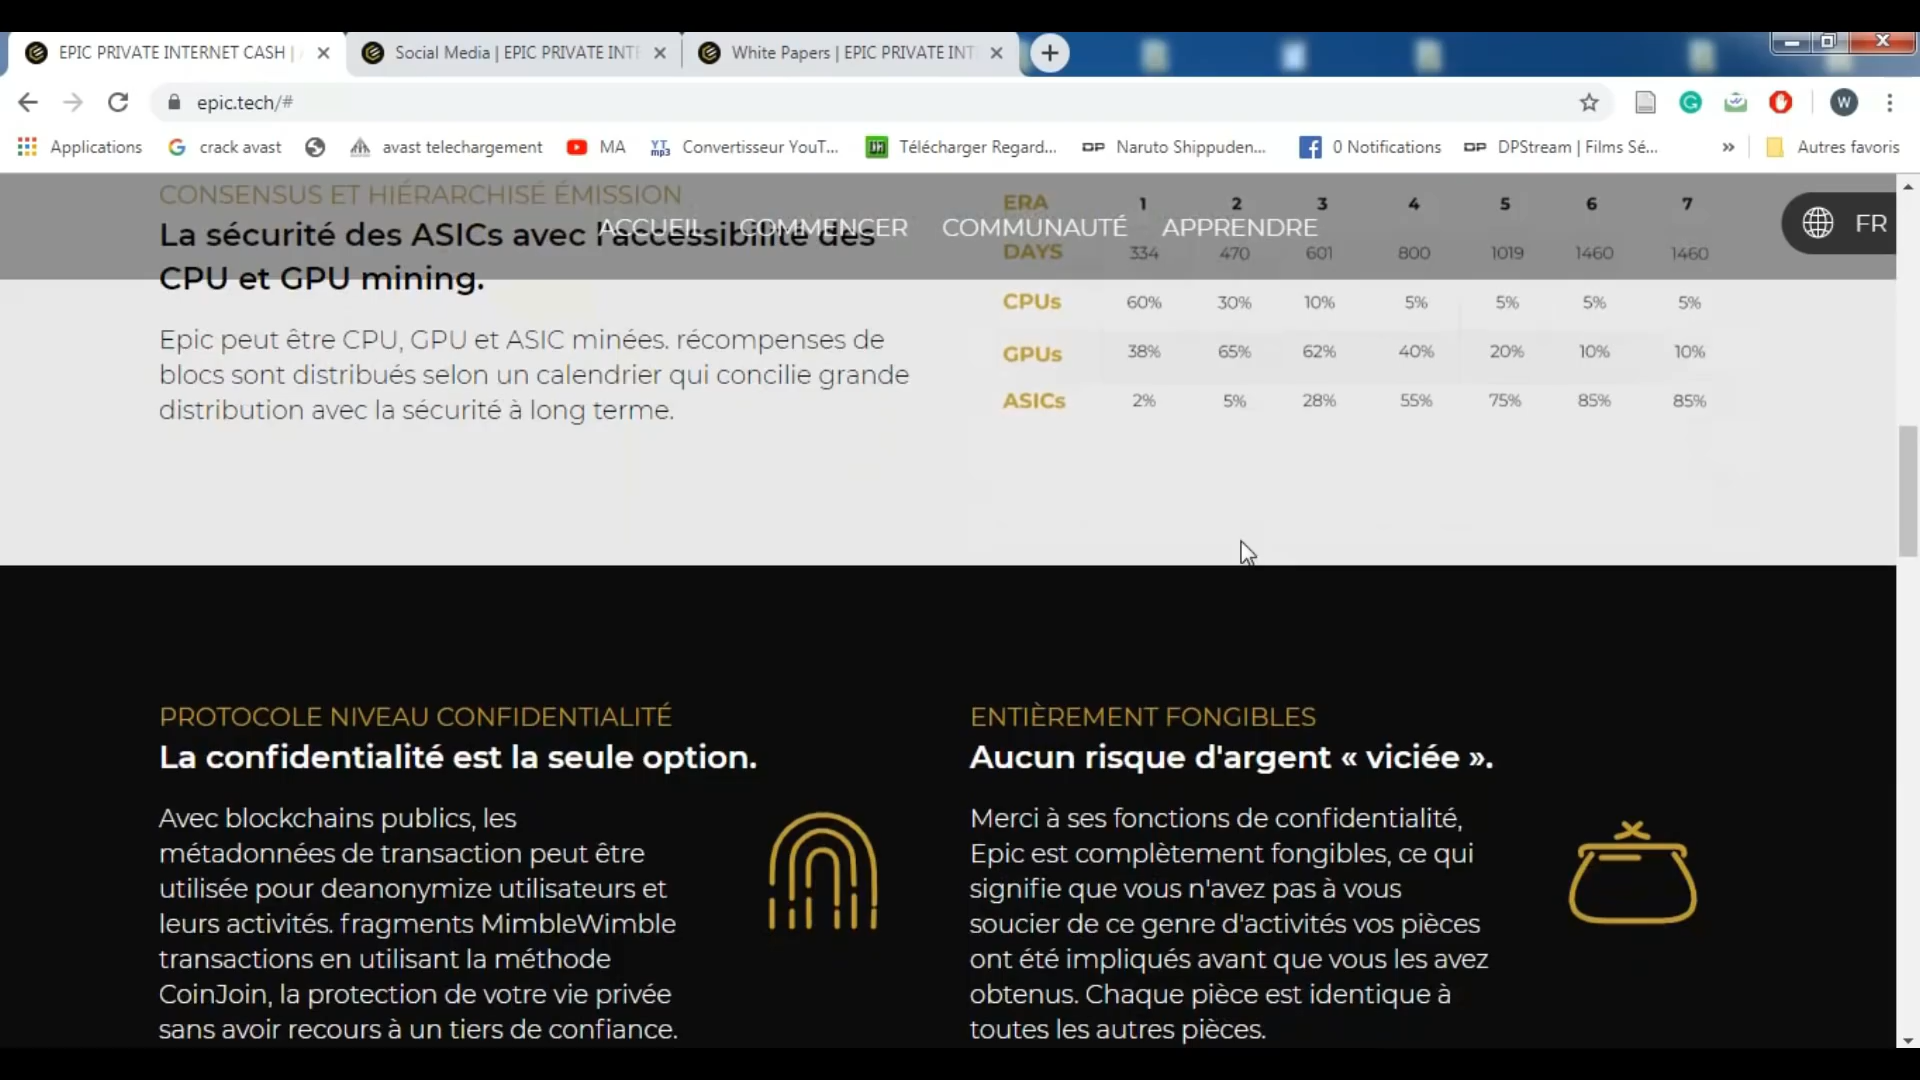 EPIC PRIVATE INTERNET CASH |
Social Media | EPIC PRIVATE INTE
White Papers | EPIC PRIVATE INT
epic.tech/#
W
Applications
crack avast
avast telechargement
MA
Convertisseur YouT...
Télécharger Regard...
DP Naruto Shippuden...
0 Notifications
DP DPStream | Films Sé...
»
Autres favoris
ACCUEIL COMMENCER COMMUNAUTÉ APPRENDRE
FR
CONSENSUS ET HIÉRARCHISÉ ÉMISSION
La sécurité des ASICs avec l'accessibilité des
CPU et GPU mining.
Epic peut être CPU, GPU et ASIC minées. récompenses de
blocs sont distribués selon un calendrier qui concilie grande
distribution avec la sécurité à long terme.
ERA 1 2 3 4 5 6 7
DAYS 334 470 601 800 1019 1460 1460
CPUs 60% 30% 10% 5% 5% 5% 5%
GPUs 38% 65% 62% 40% 20% 10% 10%
ASICs 2% 5% 28% 55% 75% 85% 85%
PROTOCOLE NIVEAU CONFIDENTIALITÉ
La confidentialité est la seule option.
Avec blockchains publics, les
métadonnées de transaction peut être
utilisée pour deanonymize utilisateurs et
leurs activités. fragments MimbleWimble
transactions en utilisant la méthode
CoinJoin, la protection de votre vie privée
sans avoir recours à un tiers de confiance.
ENTIÈREMENT FONGIBLES
Aucun risque d'argent « viciée ».
Merci à ses fonctions de confidentialité,
Epic est complètement fongibles, ce qui
signifie que vous n'avez pas à vous
soucier de ce genre d'activités vos pièces
ont été impliqués avant que vous les avez
obtenus. Chaque pièce est identique à
toutes les autres pièces.